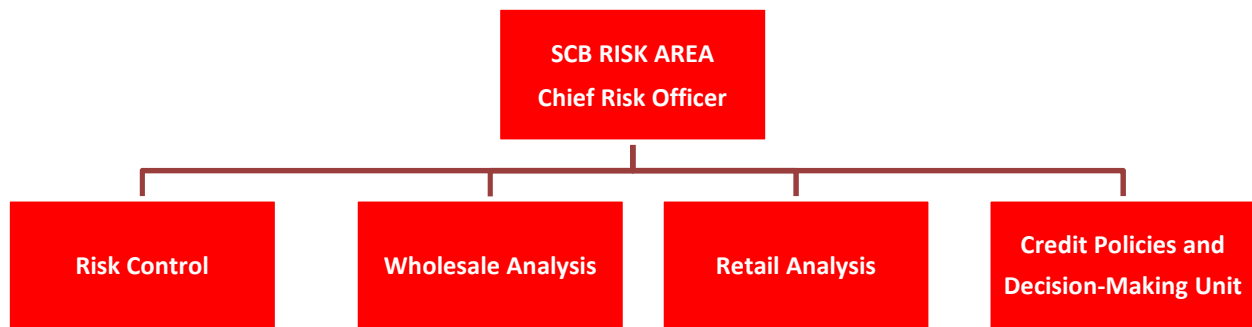 SCB RISK AREA
Chief Risk Officer
Risk Control
Wholesale Analysis
Retail Analysis
Credit Policies and
Decision-Making Unit